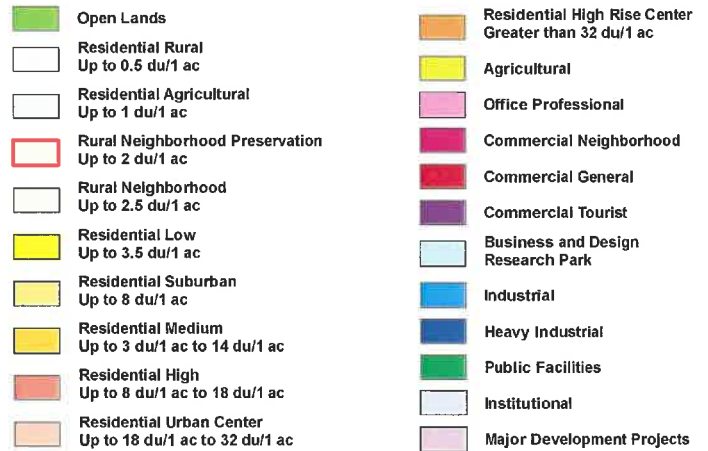 Open Lands
Residential Rural
Up to 0.5 du/1 ac
Residential Agricultural
Up to 1 du/1 ac
Rural Neighborhood Preservation
Up to 2 du/1 ac
Rural Neighborhood
Up to 2.5 du/1 ac
Residential Low
Up to 3.5 du/1 ac
Residential Suburban
Up to 8 du/1 ac
Residential Medium
Up to 3 du/1 ac to 14 du/1 ac
Residential High
Up to 8 du/1 ac to 18 du/1 ac
Residential Urban Center
Up to 18 du/1 ac to 32 du/1 ac
Residential High Rise Center
Greater than 32 du/1 ac
Agricultural
Office Professional
Commercial Neighborhood
Commercial General
Commercial Tourist
Business and Design
Research Park
Industrial
Heavy Industrial
Public Facilities
Institutional
Major Development Projects